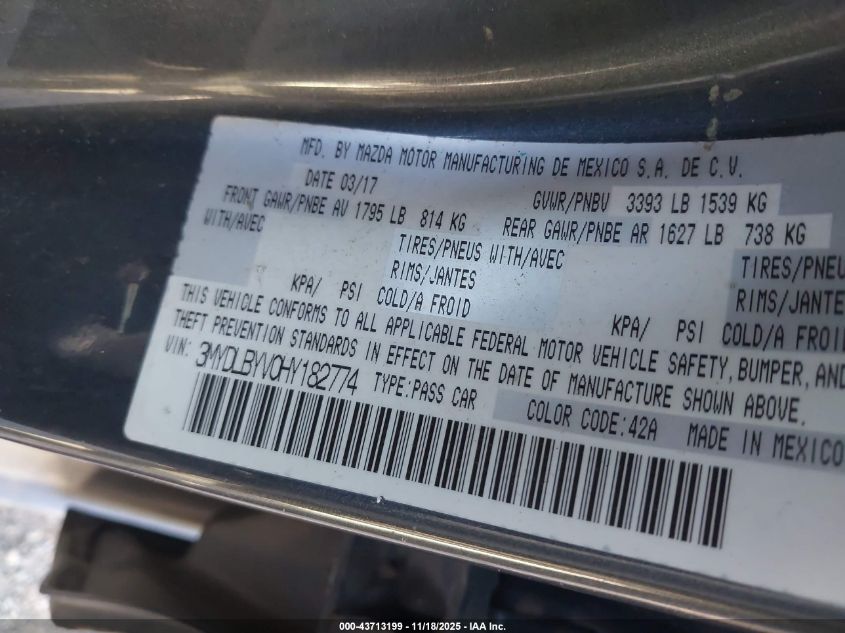 MFD. BY MAZDA MOTOR MANUFACTURING DE MEXICO S.A. DE C.V.
DATE 03/17 GVWR/PNBV 3393 LB 1539 KG
FRONT GAWR/PNBE AV 1795 LB 814 KG REAR GAWR/PNBE AR 1627 LB 738 KG
WITH/AVEC TIRES/PNEUS WITH/AVEC TIRES/PNEU
RIMS/JANTES RIMS/JANTE
KPA/ PSI COLD/A FROID KPA/ PSI COLD/A FROI
THIS VEHICLE CONFORMS TO ALL APPLICABLE FEDERAL MOTOR VEHICLE SAFETY, BUMPER, AND
THEFT PREVENTION STANDARDS IN EFFECT ON THE DATE OF MANUFACTURE SHOWN ABOVE.
VIN: 3MYDLBYV0HY182774 TYPE:PASS CAR COLOR CODE:42A MADE IN MEXICO
000-43713199 - 11/18/2025 - IAA Inc.